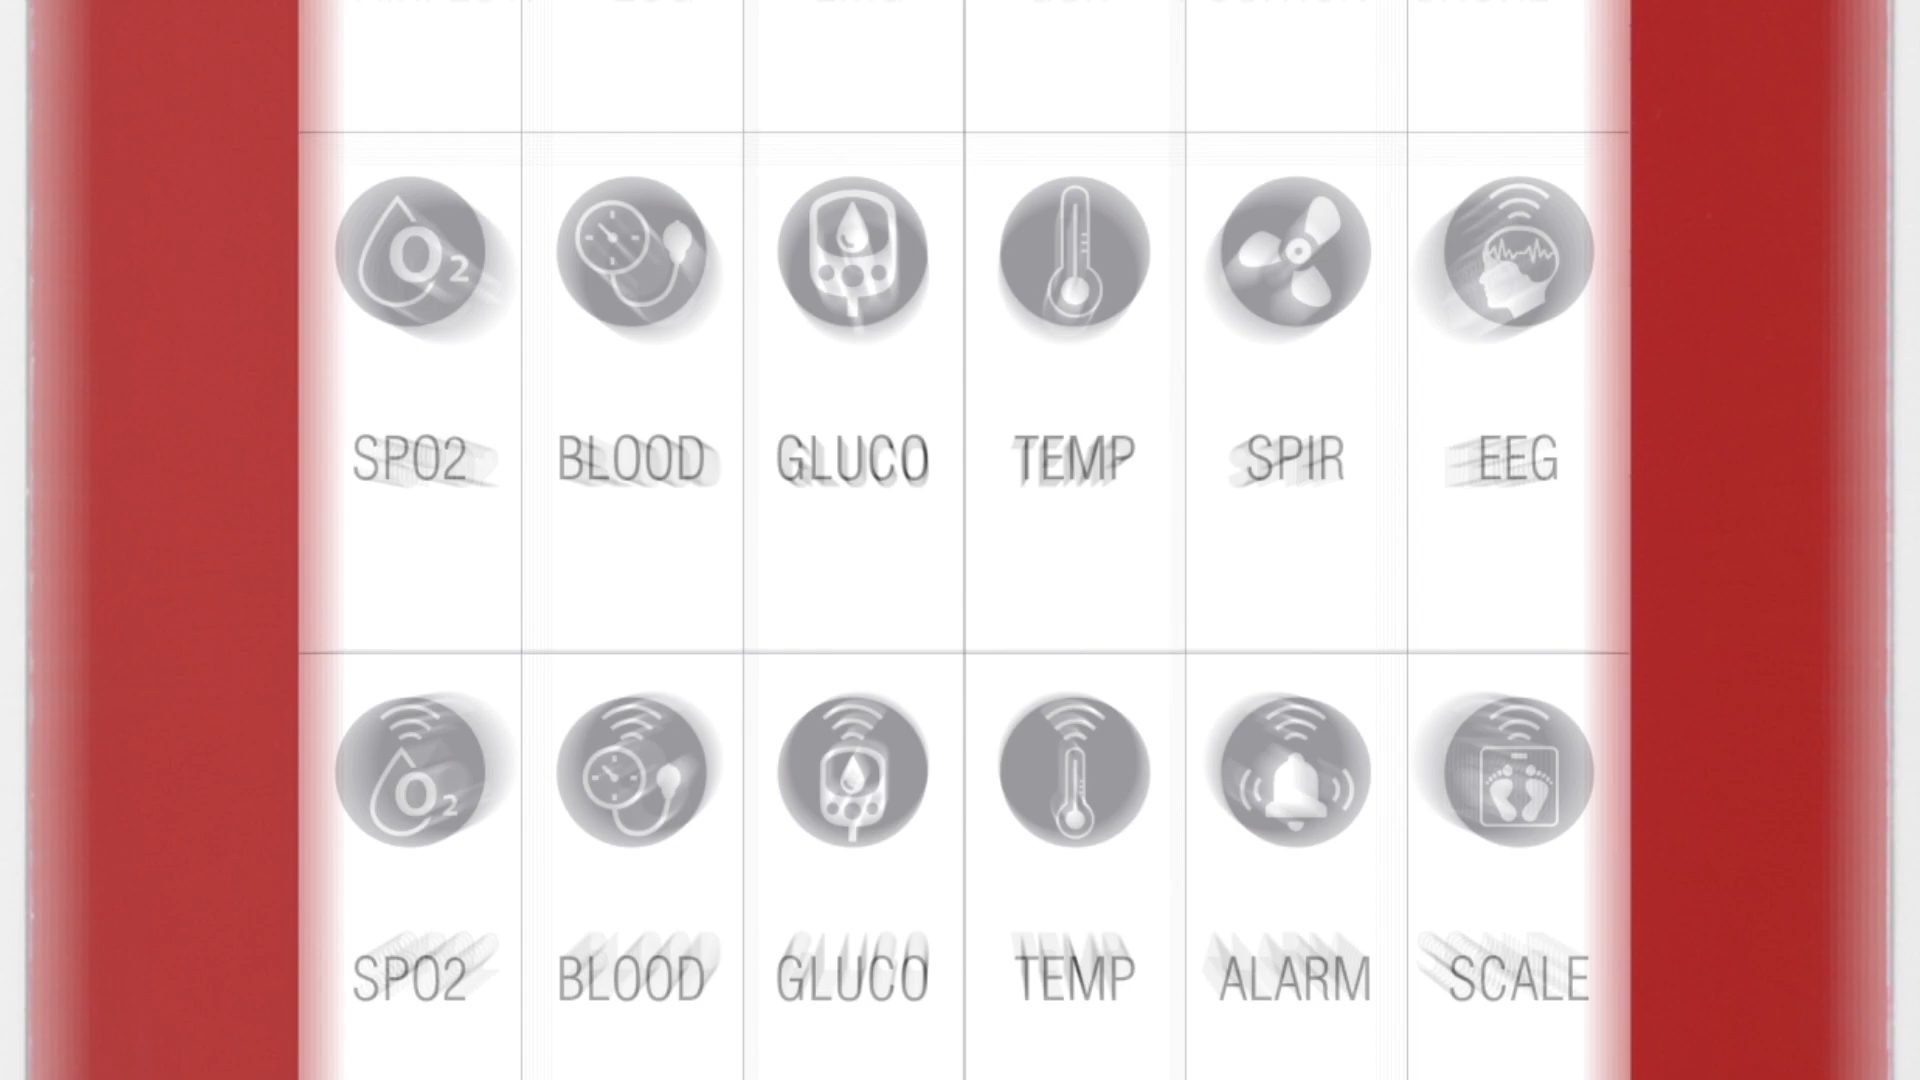 SPO2 BLOOD GLUCO TEMP SPIR EEG
SPO2 BLOOD GLUCO TEMP ALARM SCALE